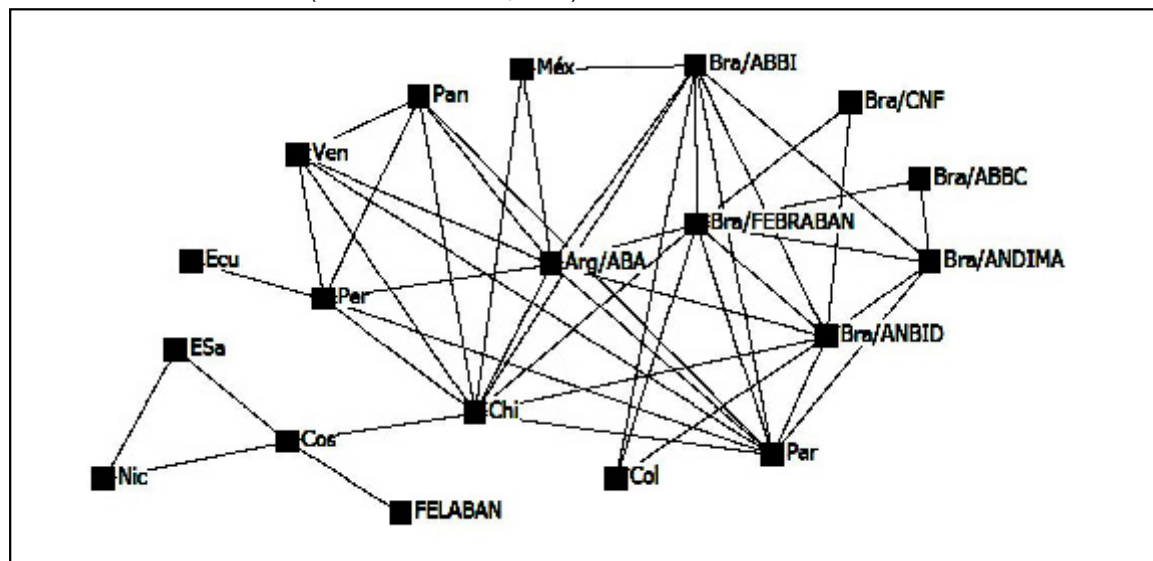 Méx
Bra/ABBI
Pan
Bra/CNF
Ven
Bra/ABBC
Bra/FEBRABAN
Ecu
Arg/ABA
Bra/ANDIMA
Per
Bra/ANBID
ESa
Chi
Cos
Par
Nic
Col
FELABAN